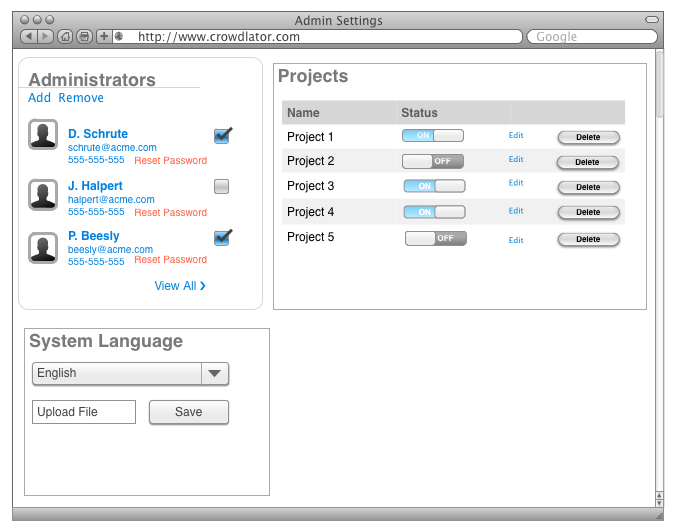 Admin Settings
http://www.crowdlator.com
Google
Administrators
Add Remove
D. Schrute
schrute@acme.com
555-555-555 Reset Password
J. Halpert
halpert@acme.com
555-555-555 Reset Password
P. Beesly
beesly@acme.com
555-555-555 Reset Password
View All
Projects
Name Status
Project 1 ON Edit Delete
Project 2 OFF Edit Delete
Project 3 ON Edit Delete
Project 4 ON Edit Delete
Project 5 OFF Edit Delete
System Language
English
Upload File Save